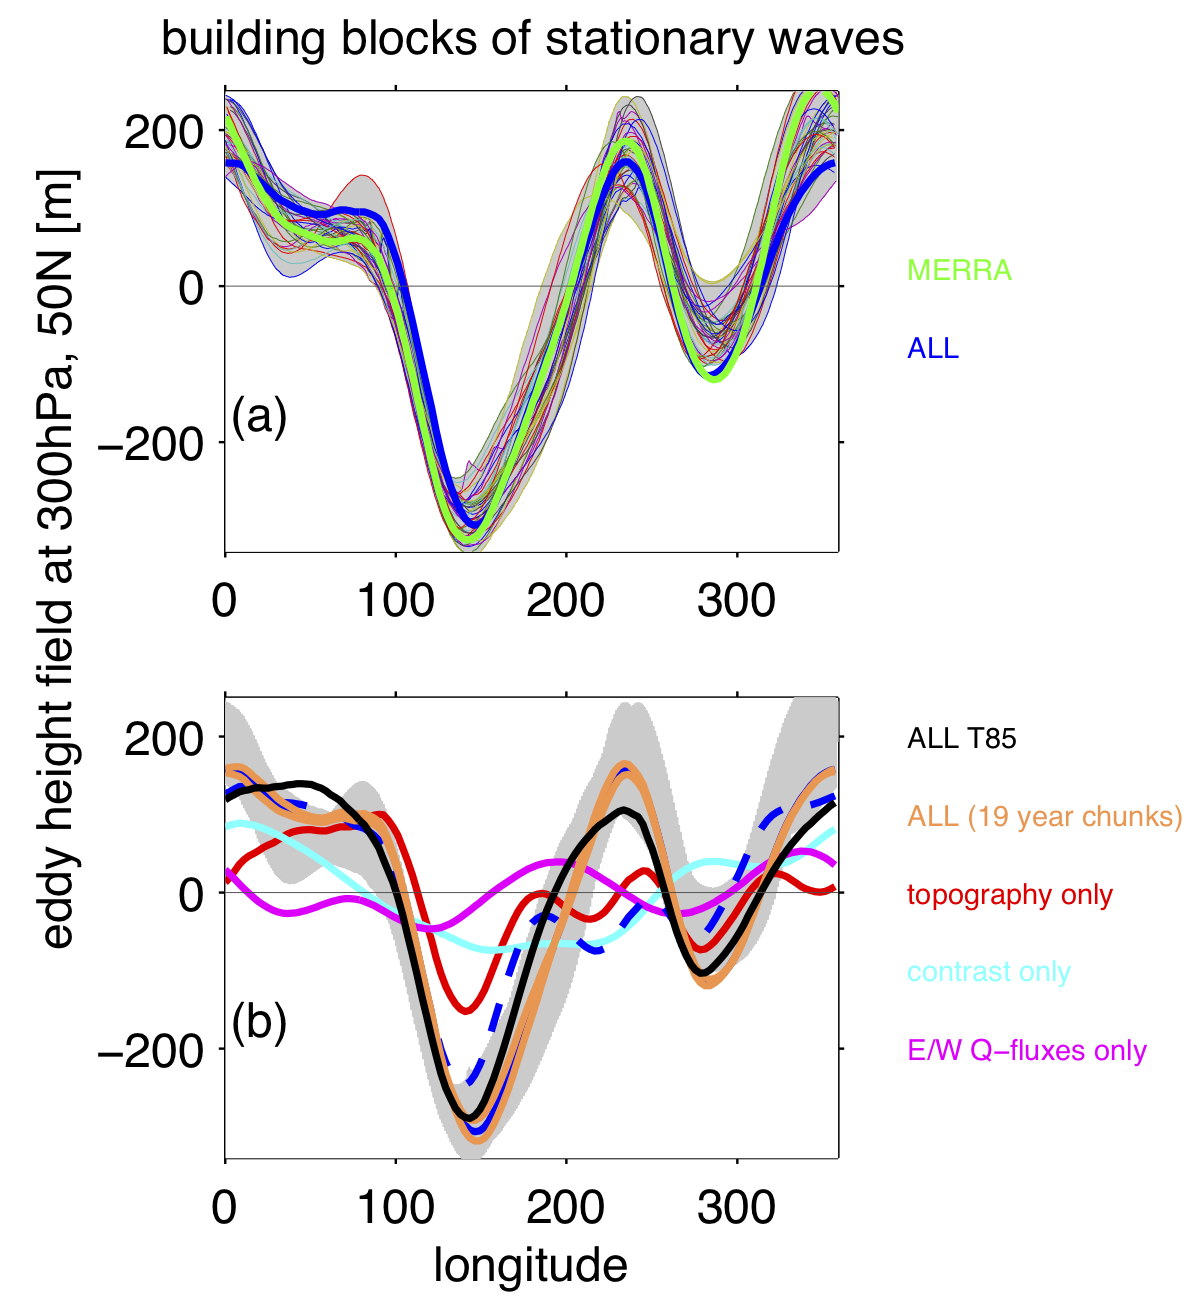 building blocks of stationary waves
eddy height field at 300hPa, 50N [m]
200
0
−200
(a)
0 100 200 300
MERRA
ALL
200
0
−200
(b)
0 100 200 300
longitude
ALL T85
ALL (19 year chunks)
topography only
contrast only
E/W Q−fluxes only